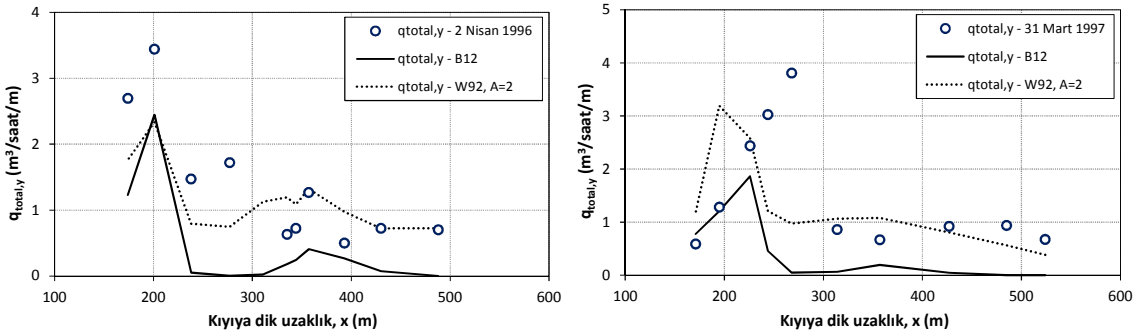 4
3
2
1
0
q_total,y (m³/saat/m)
qtotal,y - 2 Nisan 1996
qtotal,y - B12
qtotal,y - W92, A=2
100 200 300 400 500 600
Kıyıya dik uzaklık, x (m)
5
4
3
2
1
0
q_total,y (m³/saat/m)
qtotal,y - 31 Mart 1997
qtotal,y - B12
qtotal,y - W92, A=2
100 200 300 400 500 600
Kıyıya dik uzaklık, x (m)